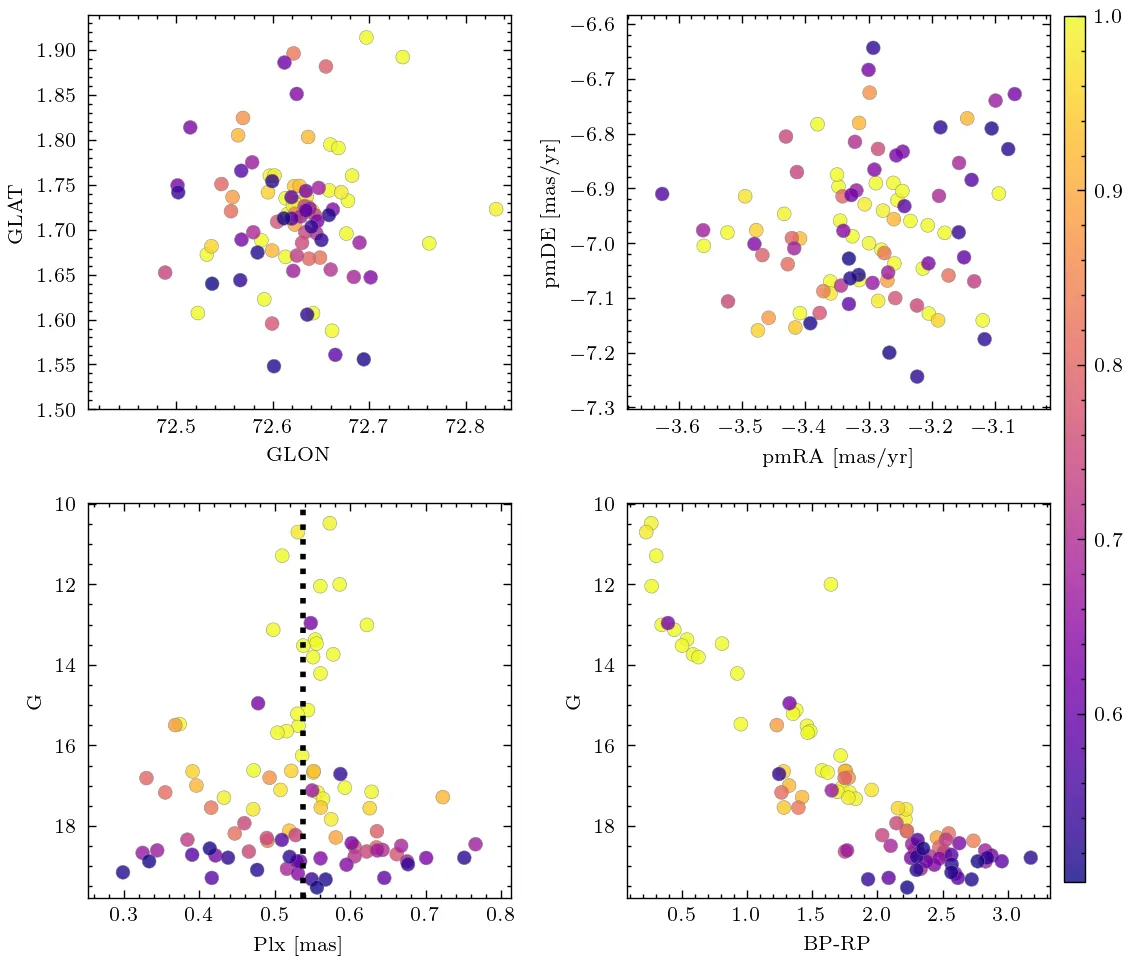 1.90
1.85
1.80
1.75
1.70
1.65
1.60
1.55
1.50
GLAT
72.5 72.6 72.7 72.8
GLON
−6.6
−6.7
−6.8
−6.9
−7.0
−7.1
−7.2
−7.3
pmDE [mas/yr]
−3.6 −3.5 −3.4 −3.3 −3.2 −3.1
pmRA [mas/yr]
1.0
0.9
0.8
0.7
0.6
10
12
14
16
18
G
0.3 0.4 0.5 0.6 0.7 0.8
Plx [mas]
10
12
14
16
18
G
0.5 1.0 1.5 2.0 2.5 3.0
BP-RP